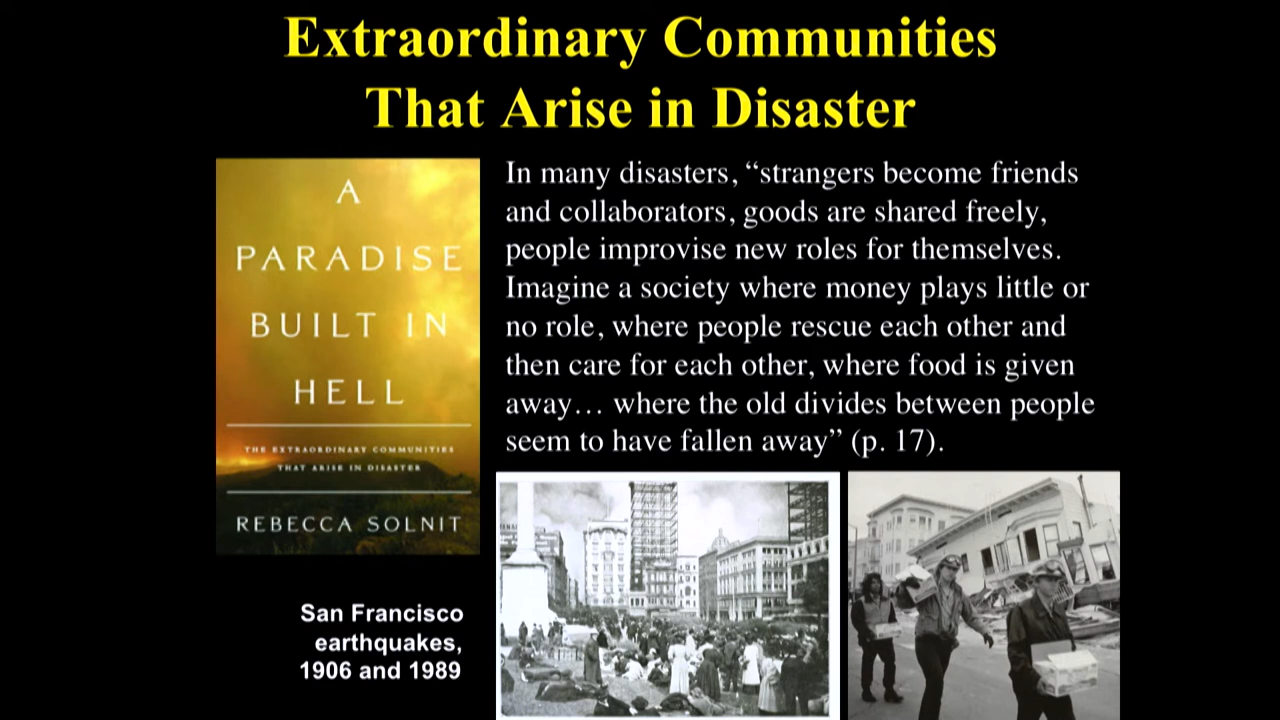 Extraordinary Communities
That Arise in Disaster
A
PARADISE
BUILT IN
HELL
THE EXTRAORDINARY COMMUNITIES
THAT ARISE IN DISASTER
REBECCA SOLNIT
In many disasters, “strangers become friends
and collaborators, goods are shared freely,
people improvise new roles for themselves.
Imagine a society where money plays little or
no role, where people rescue each other and
then care for each other, where food is given
away… where the old divides between people
seem to have fallen away” (p. 17).
San Francisco
earthquakes,
1906 and 1989